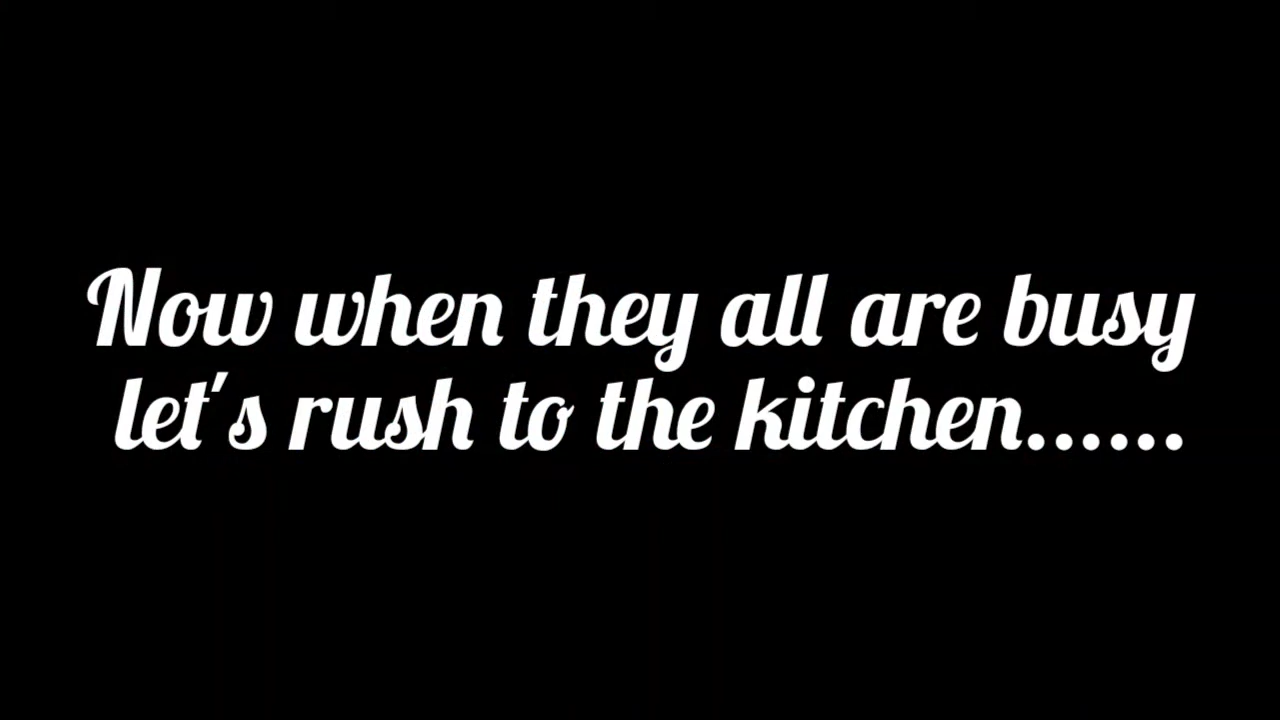 Now when they all are busy
let's rush to the kitchen......